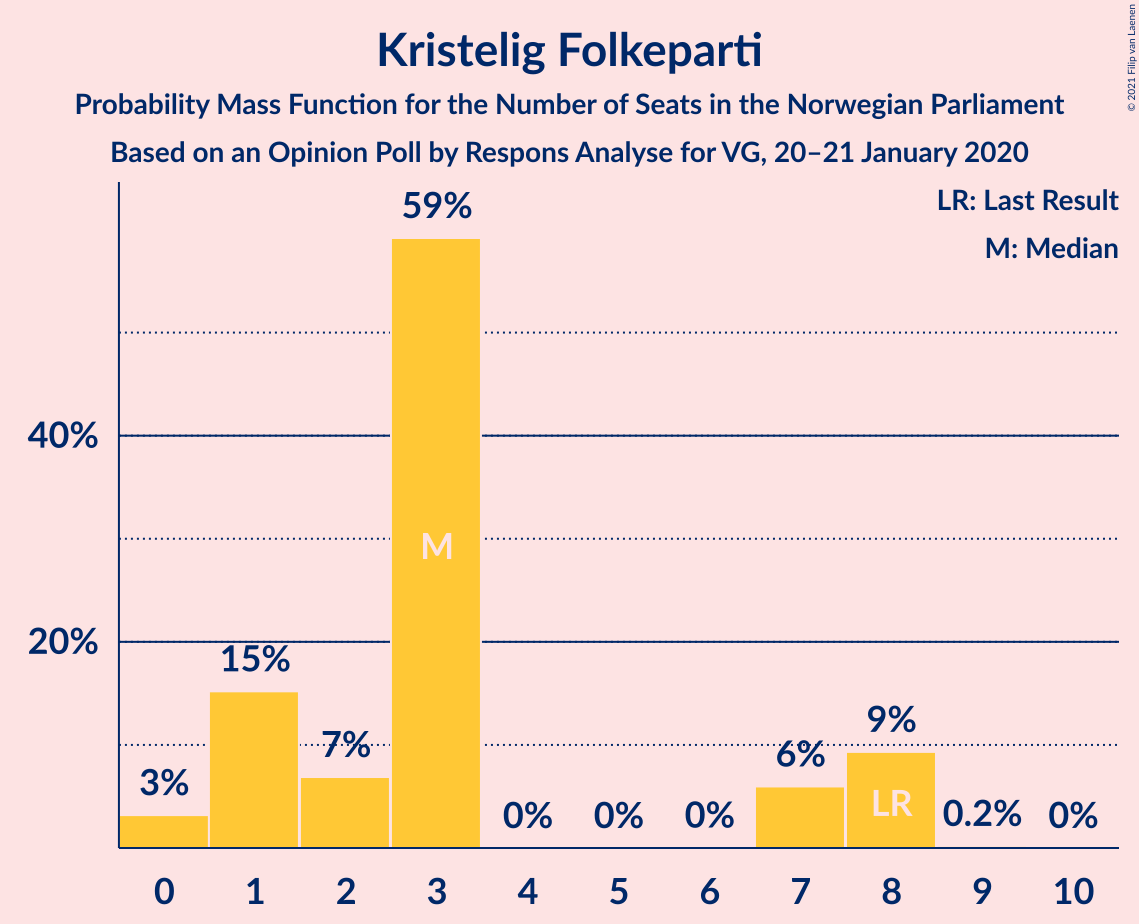 © 2021 Filip van Laenen
Kristelig Folkeparti
Probability Mass Function for the Number of Seats in the Norwegian Parliament
Based on an Opinion Poll by Respons Analyse for VG, 20–21 January 2020
LR: Last Result
M: Median
59%
40%
M
20%
15%
9%
7%
6%
3%
LR
0%
0%
0%
0.2%
0%
0 1 2 3 4 5 6 7 8 9 10